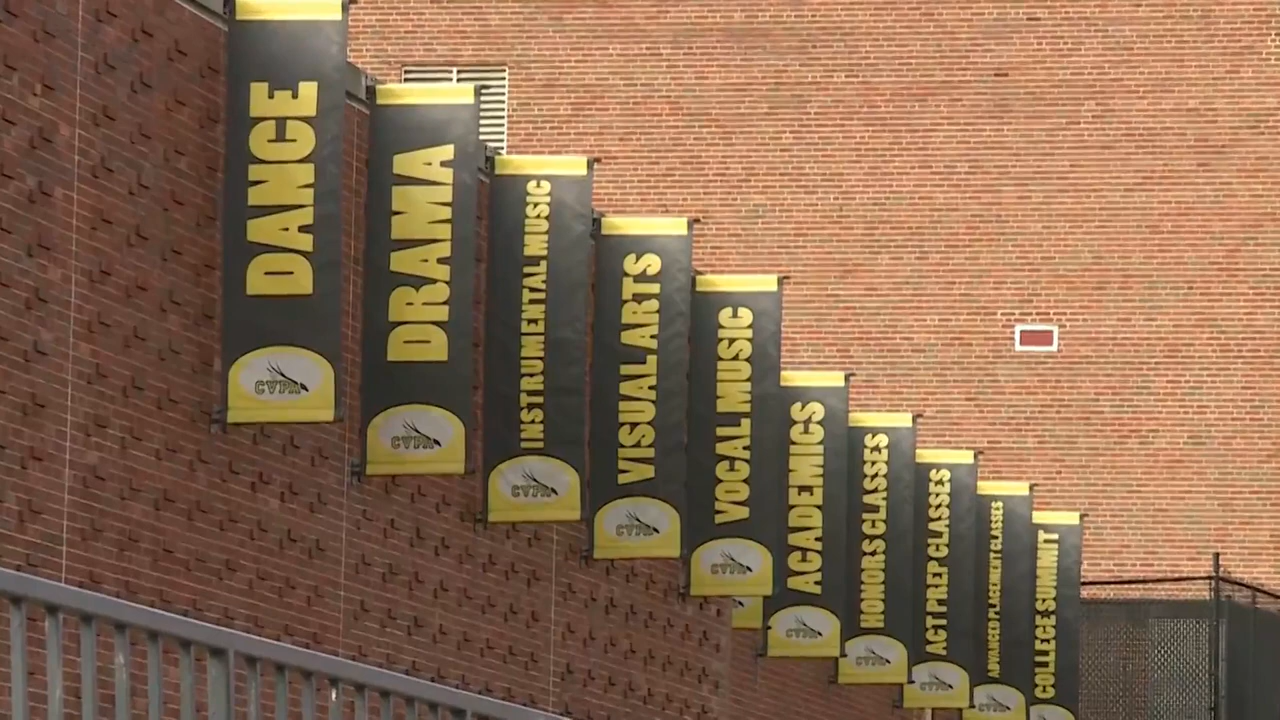 DANCE
CVPA
DRAMA
CVPA
INSTRUMENTAL MUSIC
CVPA
VISUAL ARTS
CVPA
VOCAL MUSIC
CVPA
ACADEMICS
CVPA
HONORS CLASSES
CVPA
ACT PREP CLASSES
CVPA
ADVANCED PLACEMENT CLASSES
CVPA
COLLEGE SUMMIT